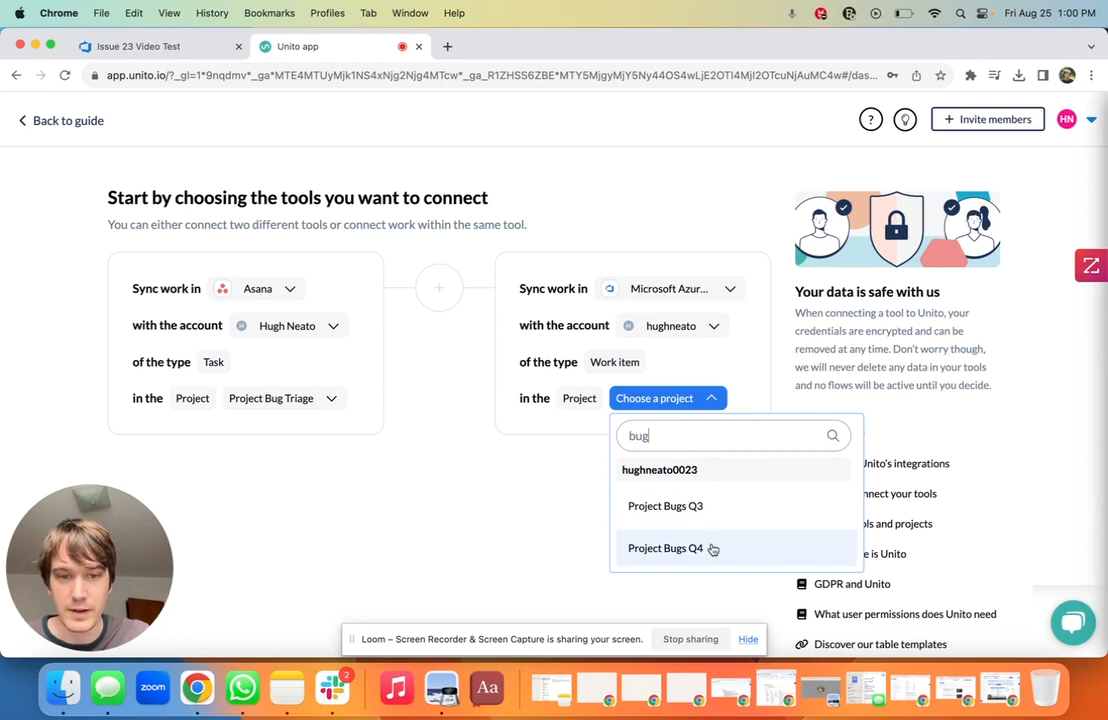 Chrome File Edit View History Bookmarks Profiles Tab Window Help Fri Aug 25 1:00 PM
Issue 23 Video Test
Unito app
app.unito.io/?_gl=1*9nqdmv*_ga*MTE4MTUyMjk1NS4xNjg2Njg4MTcw*_ga_R1ZHSS6ZBE*MTY5MjgyMjY5Ny44OS4wLjE2OTI4MjI2OTcuNjAuMC4w#/das...
Back to guide
?
+ Invite members
HN
Start by choosing the tools you want to connect
You can either connect two different tools or connect work within the same tool.
Sync work in Asana
with the account H Hugh Neato
of the type Task
in the Project Project Bug Triage
+
Sync work in Microsoft Azur...
with the account H hughneato
of the type Work item
in the Project Choose a project
bug
hughneato0023
Project Bugs Q3
Project Bugs Q4
Your data is safe with us
When connecting a tool to Unito, your
credentials are encrypted and can be
removed at any time. Don't worry though,
we will never delete any data in your tools
and no flows will be active until you decide.
Unito's integrations
nnect your tools
ols and projects
e is Unito
GDPR and Unito
What user permissions does Unito need
Discover our table templates
Loom – Screen Recorder & Screen Capture is sharing your screen. Stop sharing Hide
zoom
2
Aa